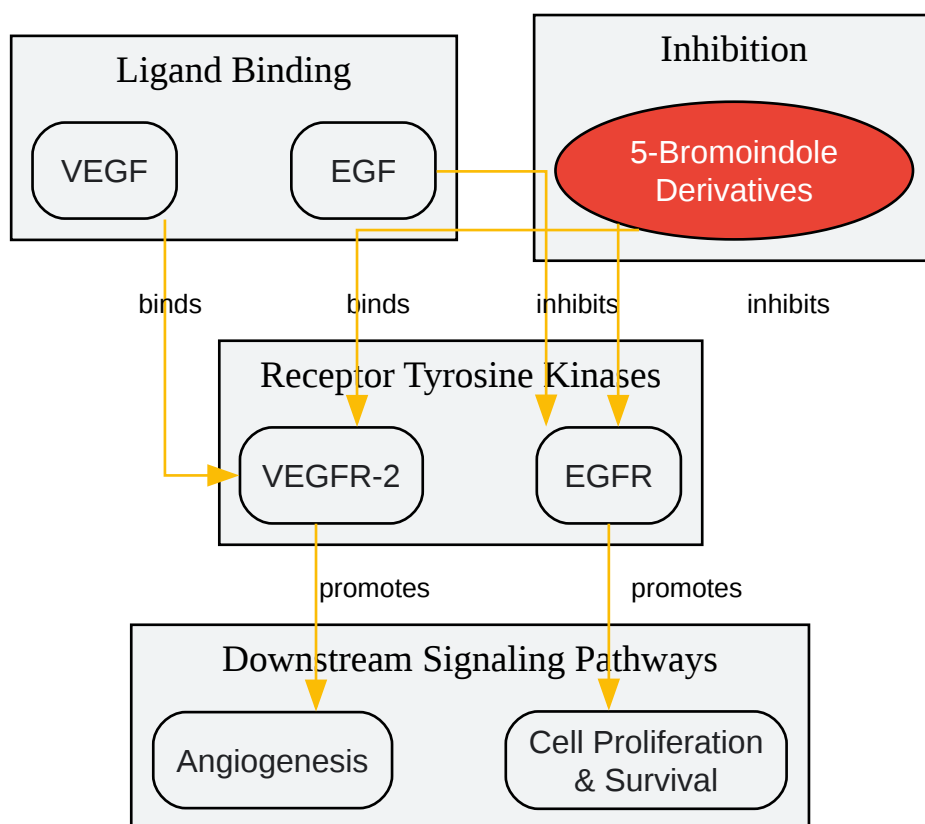 Ligand Binding
VEGF
EGF
Inhibition
5-Bromoindole
Derivatives
binds
binds
inhibits
inhibits
Receptor Tyrosine Kinases
VEGFR-2
EGFR
promotes
promotes
Downstream Signaling Pathways
Angiogenesis
Cell Proliferation
& Survival